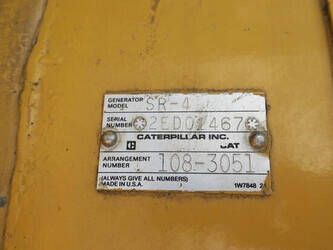 GENERATOR
MODEL SR-4
SERIAL
NUMBER 2ED01467
CATERPILLAR INC.
CAT
ARRANGEMENT
NUMBER 108-3051
(ALWAYS GIVE ALL NUMBERS)
MADE IN U.S.A. 1W7848 2